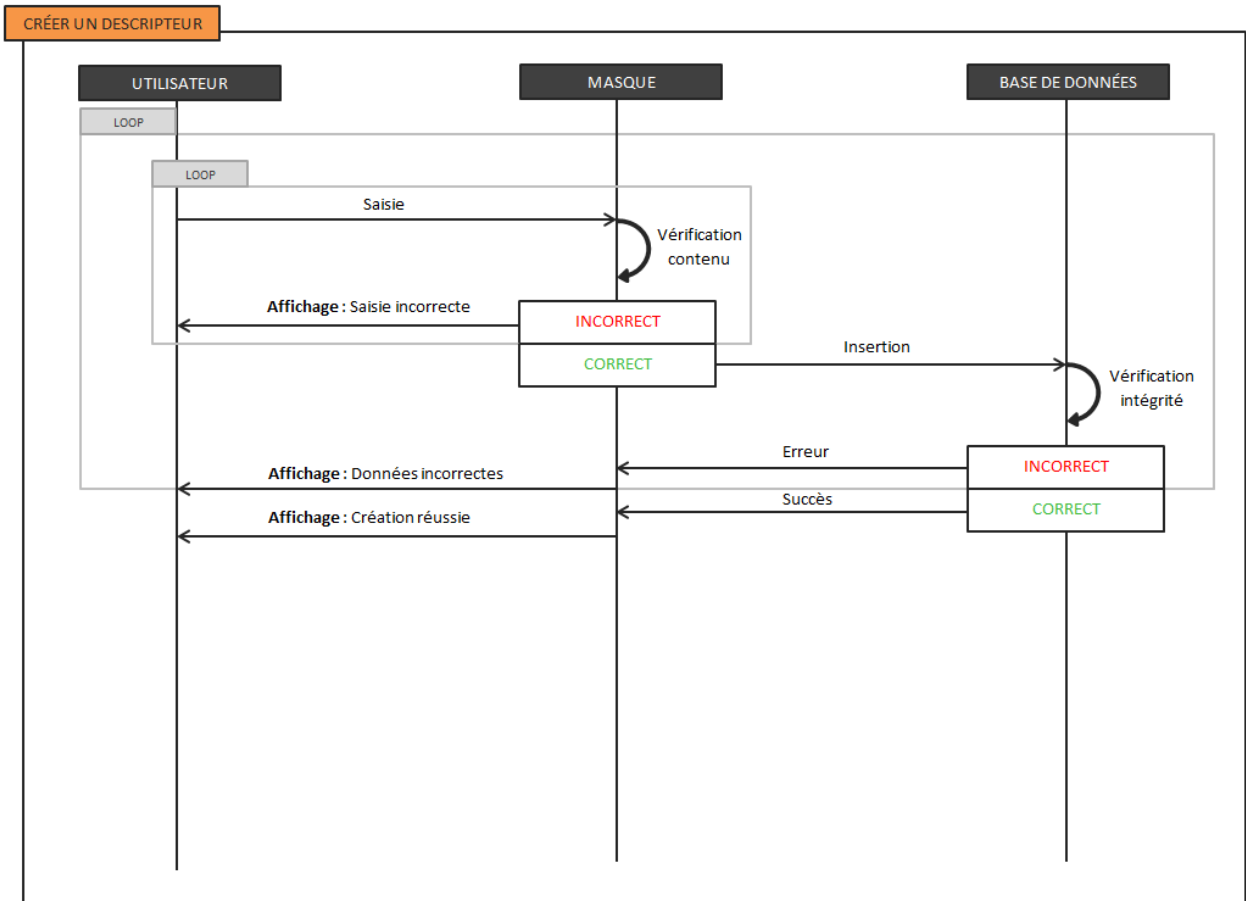 CRÉER UN DESCRIPTEUR
UTILISATEUR
MASQUE
BASE DE DONNÉES
LOOP
LOOP
Saisie
Vérification
contenu
Affichage : Saisie incorrecte
INCORRECT
CORRECT
Insertion
Vérification
intégrité
Erreur
INCORRECT
Affichage : Données incorrectes
Succès
CORRECT
Affichage : Création réussie